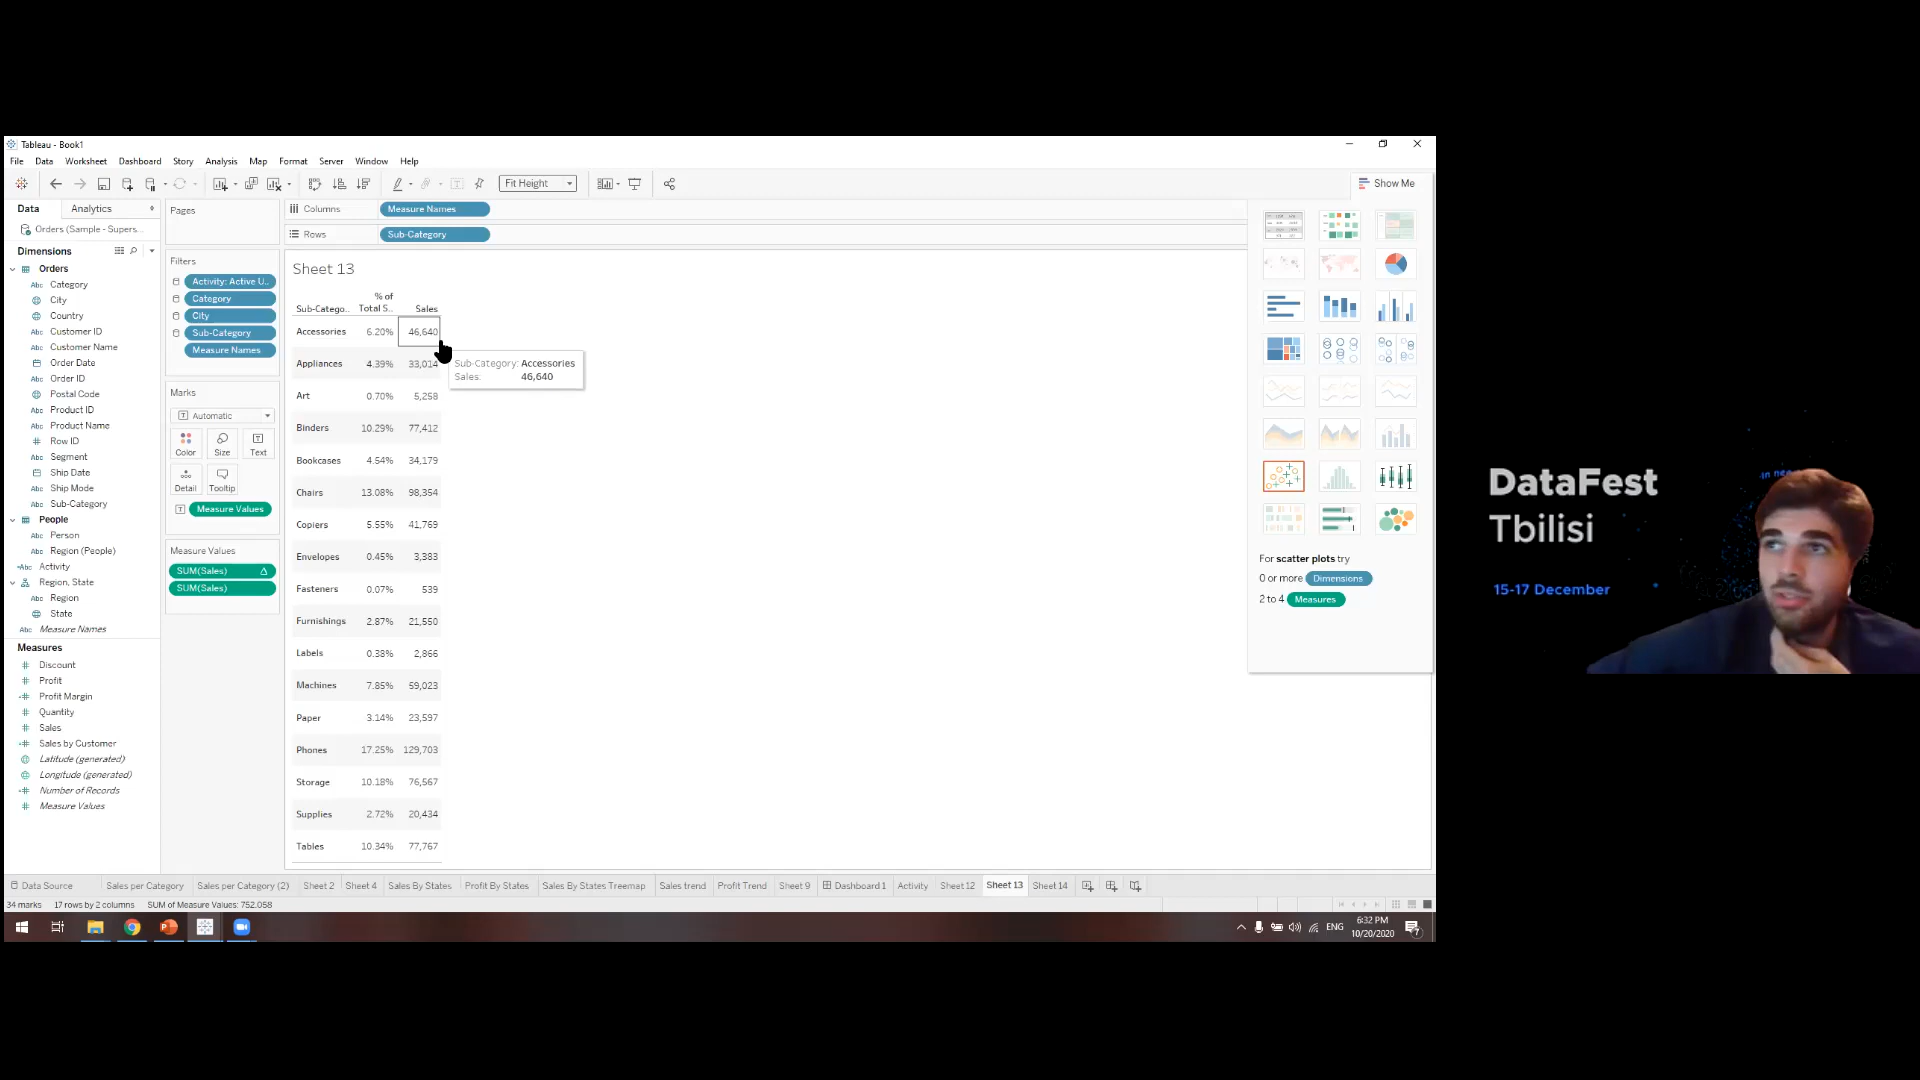 Tableau - Book1
File Data Worksheet Dashboard Story Analysis Map Format Server Window Help
Fit Height
Show Me
Data Analytics
Orders (Sample - Supers...
Dimensions
Orders
Category
City
Country
Customer ID
Customer Name
Order Date
Order ID
Postal Code
Product ID
Product Name
Row ID
Segment
Ship Date
Ship Mode
Sub-Category
People
Person
Region (People)
Activity
Region, State
Region
State
Measure Names
Measures
Discount
Profit
Profit Margin
Quantity
Sales
Sales by Customer
Latitude (generated)
Longitude (generated)
Number of Records
Measure Values
Pages
Filters
Activity: Active U..
Category
City
Sub-Category
Measure Names
Marks
Automatic
Color Size Text
Detail Tooltip
Measure Values
Measure Values
SUM(Sales)
SUM(Sales)
Columns Measure Names
Rows Sub-Category
Sheet 13
% of
Sub-Catego.. Total S.. Sales
Accessories 6.20% 46,640
Appliances 4.39% 33,014
Art 0.70% 5,258
Binders 10.29% 77,412
Bookcases 4.54% 34,179
Chairs 13.08% 98,354
Copiers 5.55% 41,769
Envelopes 0.45% 3,383
Fasteners 0.07% 539
Furnishings 2.87% 21,550
Labels 0.38% 2,866
Machines 7.85% 59,023
Paper 3.14% 23,597
Phones 17.25% 129,703
Storage 10.18% 76,567
Supplies 2.72% 20,434
Tables 10.34% 77,767
Sub-Category: Accessories
Sales: 46,640
For scatter plots try
0 or more Dimensions
2 to 4 Measures
Data Source Sales per Category Sales per Category (2) Sheet 2 Sheet 4 Sales By States Profit By States Sales By States Treemap Sales trend Profit Trend Sheet 9 Dashboard 1 Activity Sheet 12 Sheet 13 Sheet 14
34 marks 17 rows by 2 columns SUM of Measure Values: 752,058
ENG
6:32 PM
10/20/2020
DataFest
Tbilisi
15-17 December